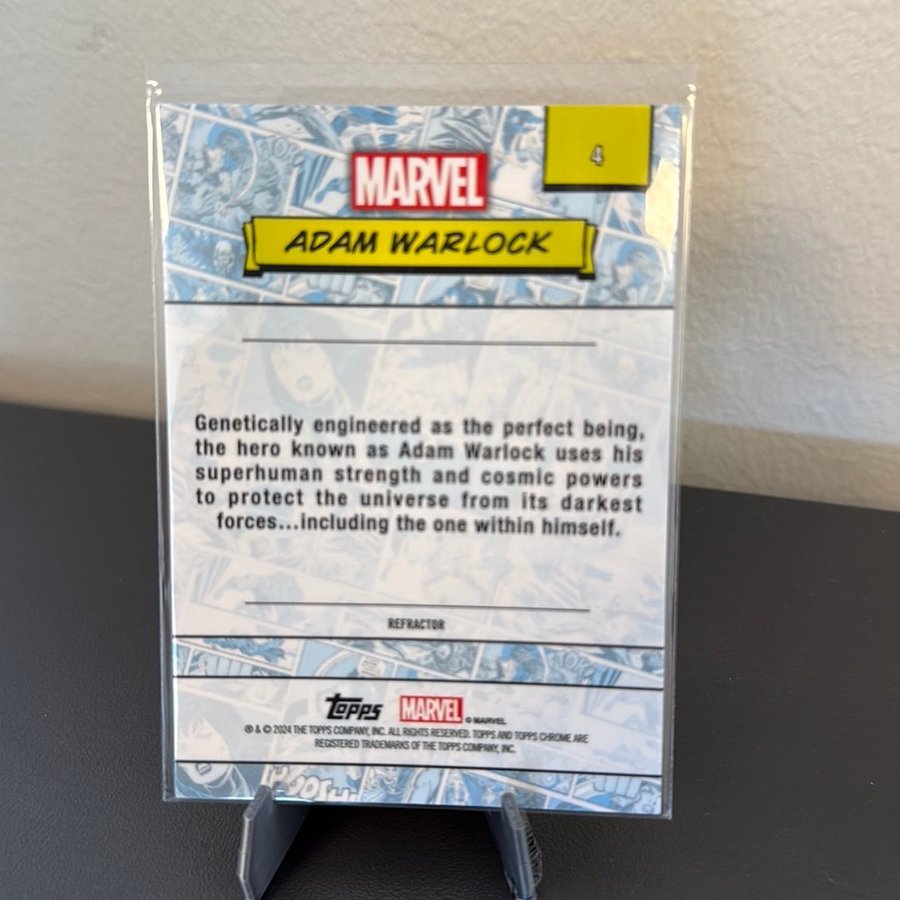 4
MARVEL
ADAM WARLOCK
Genetically engineered as the perfect being,
the hero known as Adam Warlock uses his
superhuman strength and cosmic powers
to protect the universe from its darkest
forces...including the one within himself.
REFRACTOR
topps MARVEL © MARVEL
® & © 2024 THE TOPPS COMPANY, INC. ALL RIGHTS RESERVED. TOPPS AND TOPPS CHROME ARE
REGISTERED TRADEMARKS OF THE TOPPS COMPANY, INC.